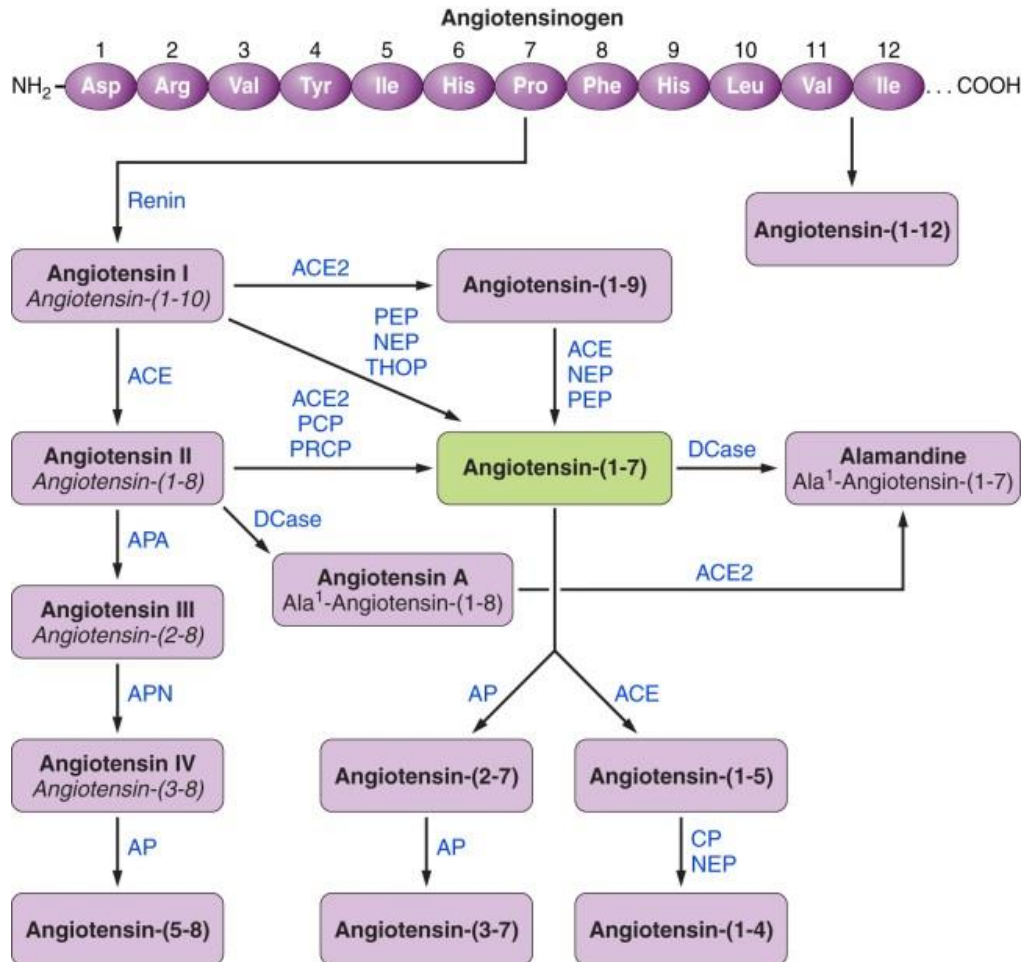 Angiotensinogen
1 2 3 4 5 6 7 8 9 10 11 12
NH₂- Asp Arg Val Tyr Ile His Pro Phe His Leu Val Ile ... COOH
Renin
Angiotensin-(1-12)
Angiotensin I
Angiotensin-(1-10)
ACE2
Angiotensin-(1-9)
PEP
NEP
THOP
ACE
ACE
NEP
PEP
ACE2
PCP
PRCP
Angiotensin II
Angiotensin-(1-8)
Angiotensin-(1-7)
DCase
Alamandine
Ala¹-Angiotensin-(1-7)
APA
DCase
Angiotensin A
Ala¹-Angiotensin-(1-8)
ACE2
Angiotensin III
Angiotensin-(2-8)
APN
AP
ACE
Angiotensin IV
Angiotensin-(3-8)
Angiotensin-(2-7)
Angiotensin-(1-5)
AP
AP
CP
NEP
Angiotensin-(5-8)
Angiotensin-(3-7)
Angiotensin-(1-4)